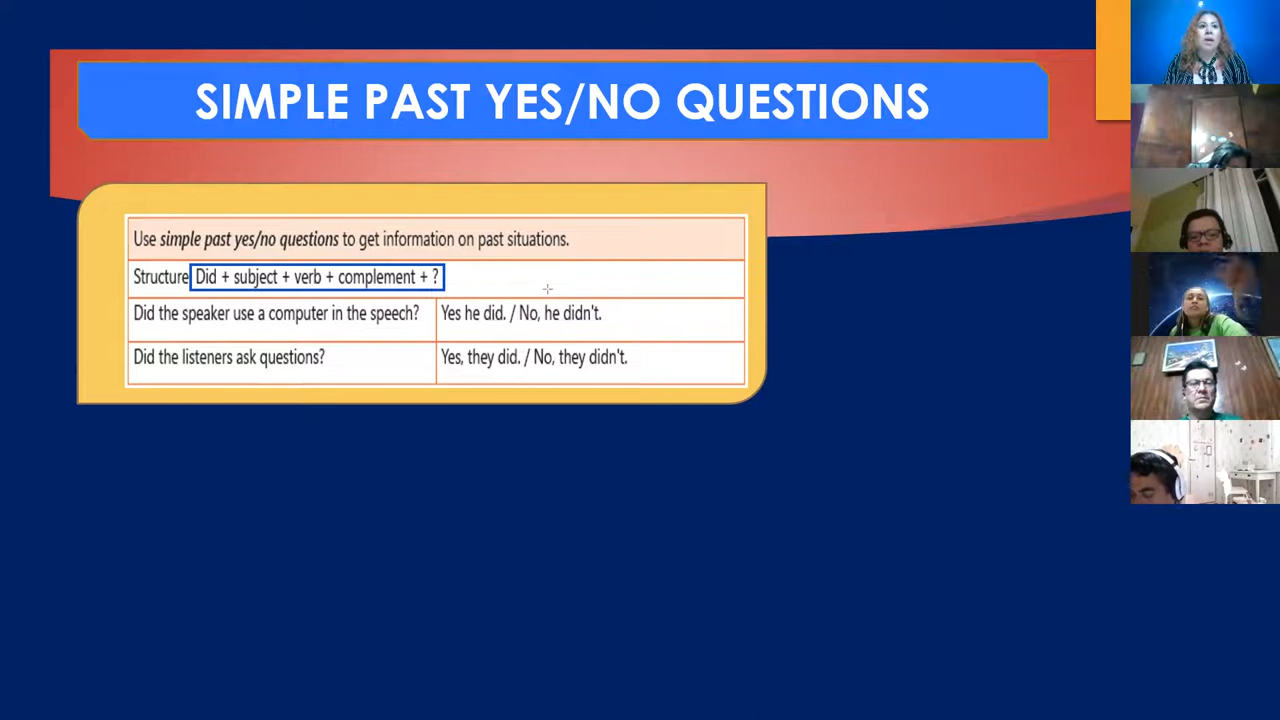 SIMPLE PAST YES/NO QUESTIONS
Use simple past yes/no questions to get information on past situations.
Structure Did + subject + verb + complement + ?
Did the speaker use a computer in the speech? Yes he did. / No, he didn't.
Did the listeners ask questions? Yes, they did. / No, they didn't.